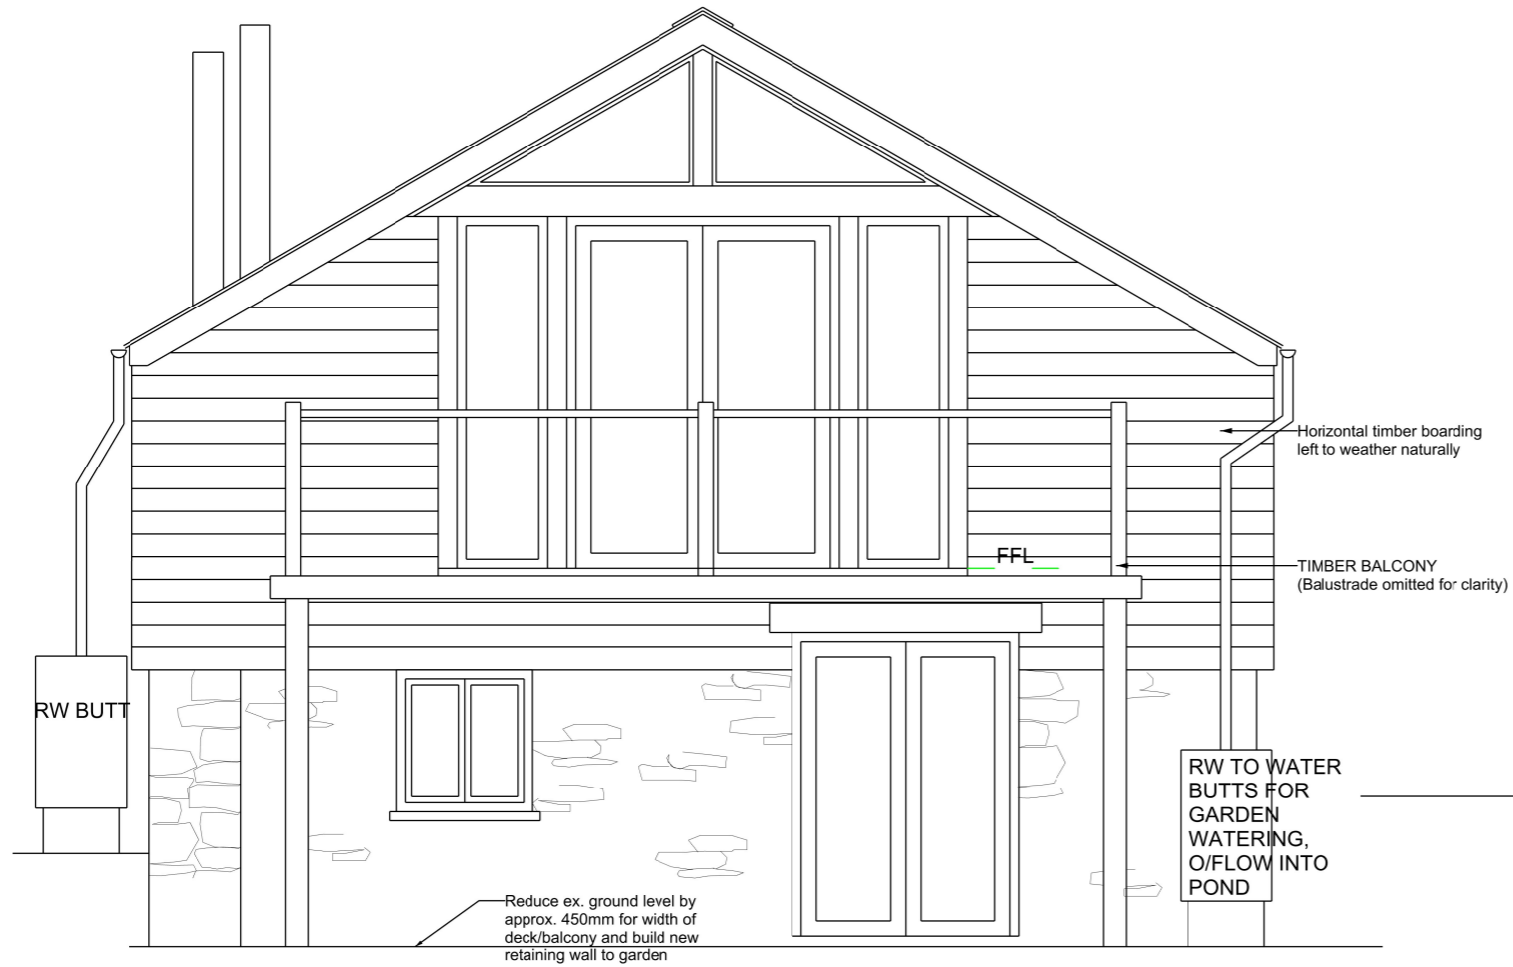 Horizontal timber boarding
left to weather naturally
FFL
TIMBER BALCONY
(Balustrade omitted for clarity)
RW BUTT
RW TO WATER
BUTTS FOR
GARDEN
WATERING,
O/FLOW INTO
POND
Reduce ex. ground level by
approx. 450mm for width of
deck/balcony and build new
retaining wall to garden